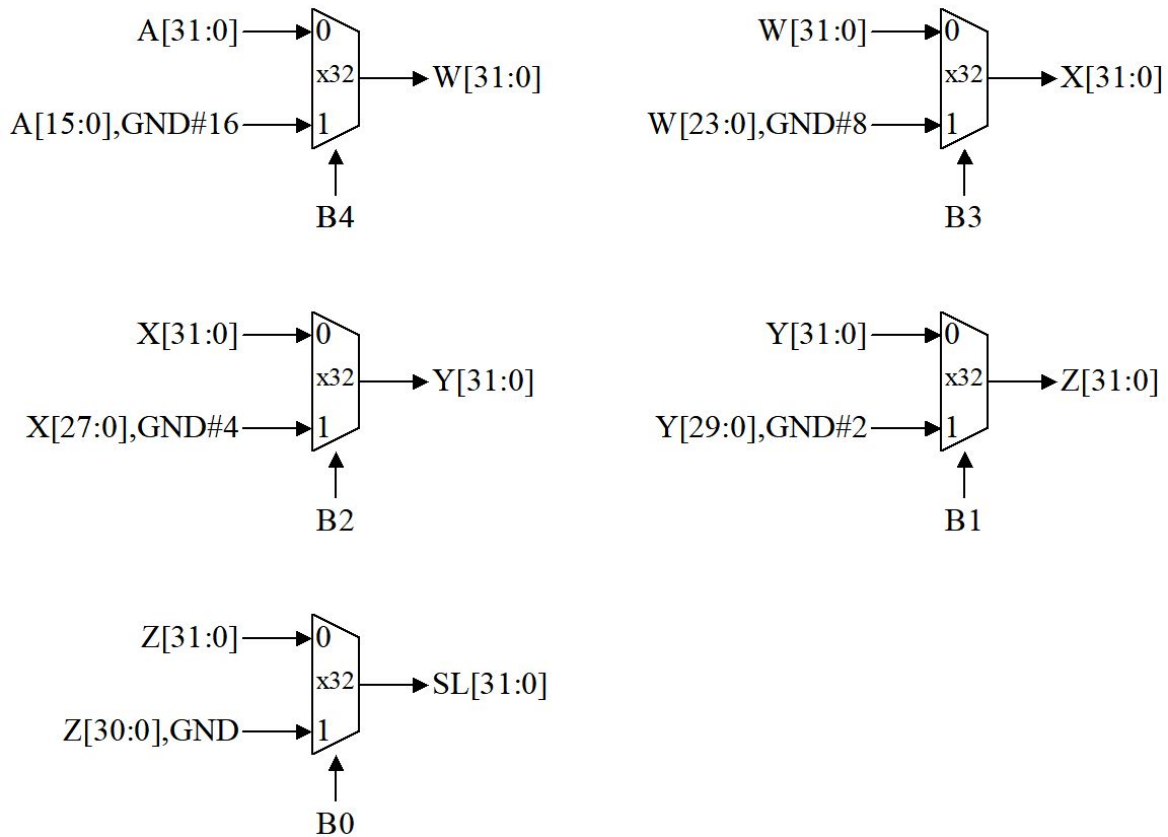 A[31:0]
0
x32
W[31:0]
A[15:0],GND#16
1
B4
W[31:0]
0
x32
X[31:0]
W[23:0],GND#8
1
B3
X[31:0]
0
x32
Y[31:0]
X[27:0],GND#4
1
B2
Y[31:0]
0
x32
Z[31:0]
Y[29:0],GND#2
1
B1
Z[31:0]
0
x32
SL[31:0]
Z[30:0],GND
1
B0